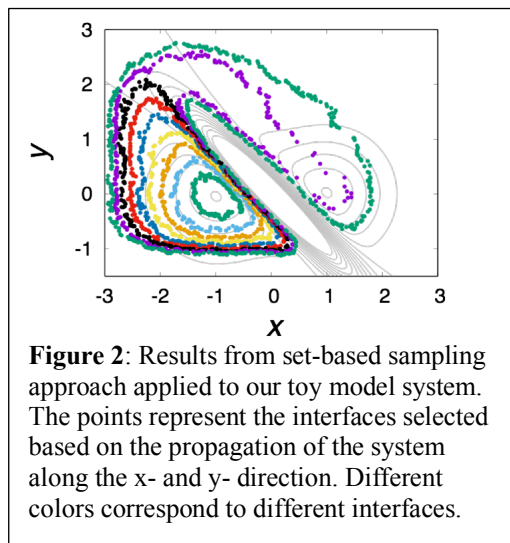 3
2
1
0
-1
y
-3 -2 -1 0 1 2 3
x
Figure 2: Results from set-based sampling
approach applied to our toy model system.
The points represent the interfaces selected
based on the propagation of the system
along the x- and y- direction. Different
colors correspond to different interfaces.